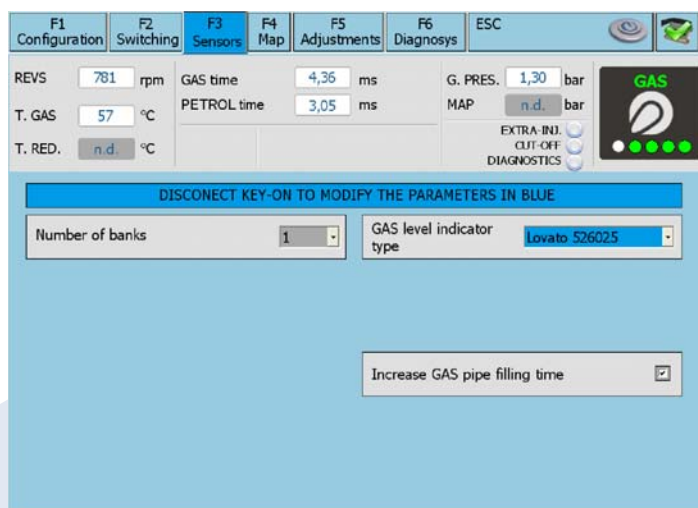 F1 Configuration
F2 Switching
F3 Sensors
F4 Map
F5 Adjustments
F6 Diagnosys
ESC
REVS 781 rpm
GAS time 4,36 ms
G. PRES. 1,30 bar
GAS
T. GAS 57 °C
PETROL time 3,05 ms
MAP n.d. bar
T. RED. n.d. °C
EXTRA-INJ.
CUT-OFF
DIAGNOSTICS
DISCONECT KEY-ON TO MODIFY THE PARAMETERS IN BLUE
Number of banks 1
GAS level indicator
type
Lovato 526025
Increase GAS pipe filling time